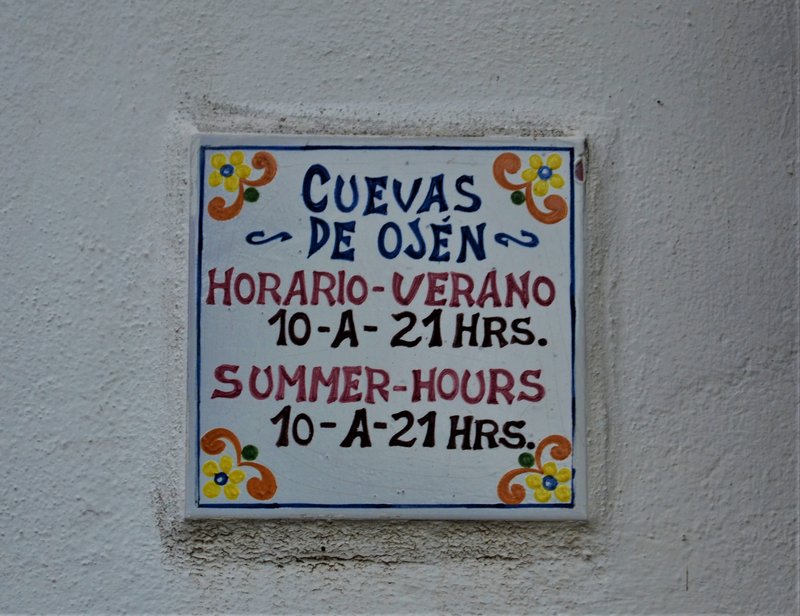 CUEVAS
~ DE OJÉN ~
HORARIO-VERANO
10-A-21 HRS.
SUMMER-HOURS
10-A-21 HRS.